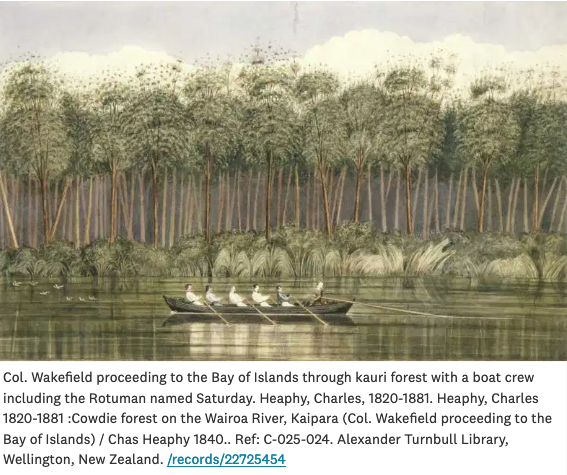 Col. Wakefield proceeding to the Bay of Islands through kauri forest with a boat crew
including the Rotuman named Saturday. Heaphy, Charles, 1820-1881. Heaphy, Charles
1820-1881 :Cowdie forest on the Wairoa River, Kaipara (Col. Wakefield proceeding to the
Bay of Islands) / Chas Heaphy 1840.. Ref: C-025-024. Alexander Turnbull Library,
Wellington, New Zealand. /records/22725454